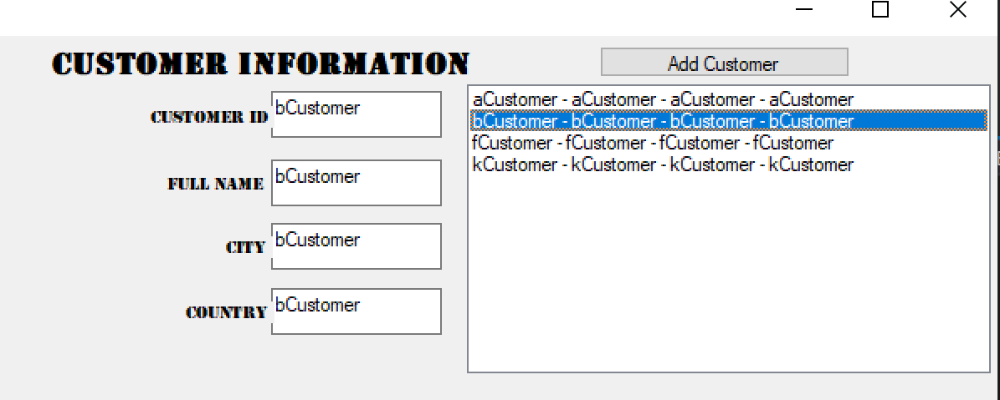 CUSTOMER INFORMATION
Add Customer
CUSTOMER ID
bCustomer
FULL NAME
bCustomer
CITY
bCustomer
COUNTRY
bCustomer
aCustomer - aCustomer - aCustomer - aCustomer
bCustomer - bCustomer - bCustomer - bCustomer
fCustomer - fCustomer - fCustomer - fCustomer
kCustomer - kCustomer - kCustomer - kCustomer